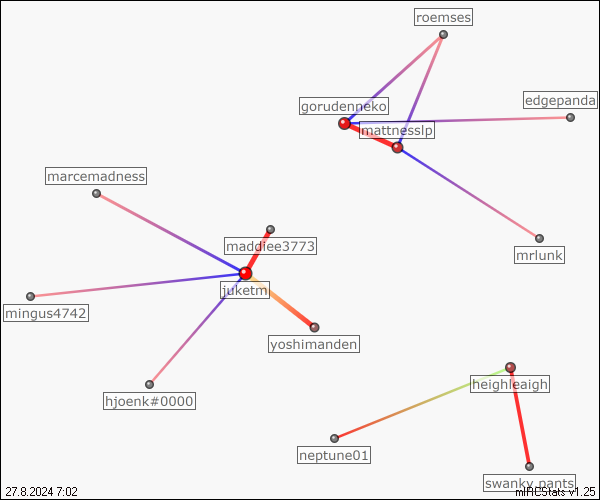 roemses
edgepanda
gorudenneko
mattnesslp
marcemadness
maddiee3773
mrlunk
juketm
mingus4742
yoshimanden
heighleaigh
hjoenk#0000
neptune01
swanky.pants
27.8.2024 7:02
mIRCStats v1.25